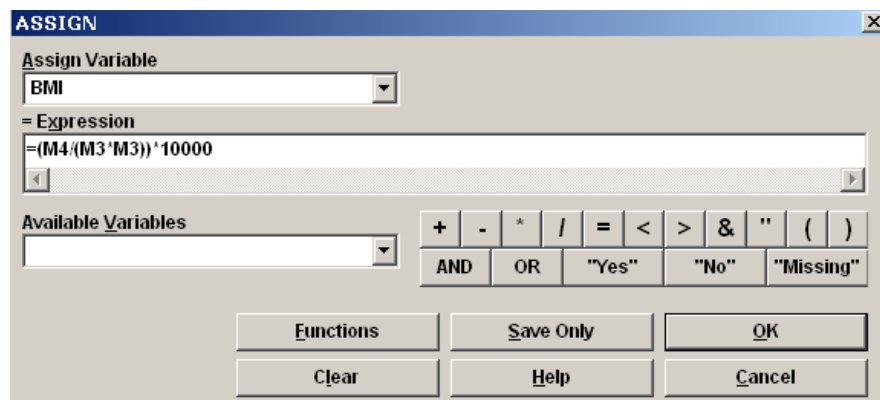 ASSIGN
Assign Variable
BMI
= Expression
=(M4/(M3*M3))*10000
Available Variables
+ - * / = < > & " ( )
AND OR "Yes" "No" "Missing"
Functions Save Only OK
Clear Help Cancel